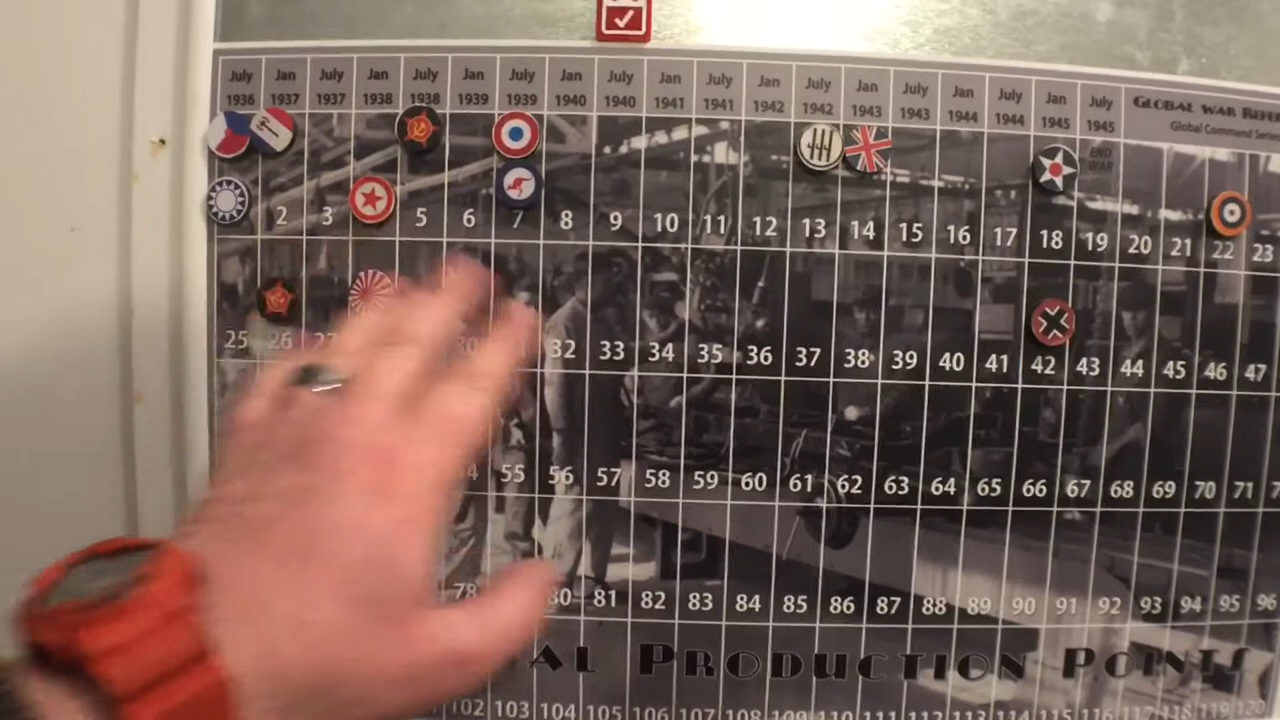 July Jan July Jan July Jan July Jan July Jan July Jan July Jan July Jan July Jan July
1936 1937 1937 1938 1938 1939 1939 1940 1940 1941 1941 1942 1942 1943 1943 1944 1944 1945 1945
Global War
Global Command Series
END
WAR
2 3 5 6 7 8 9 10 11 12 13 14 15 16 17 18 19 20 21 22 23
25 26 27 30 32 33 34 35 36 37 38 39 40 41 42 43 44 45 46 47
55 56 57 58 59 60 61 62 63 64 65 66 67 68 69 70 71
78 80 81 82 83 84 85 86 87 88 89 90 91 92 93 94 95 96
Production Points
102 103 104 105 106 107 108 109 110 111 112 113 114 115 116 117 118 119 120